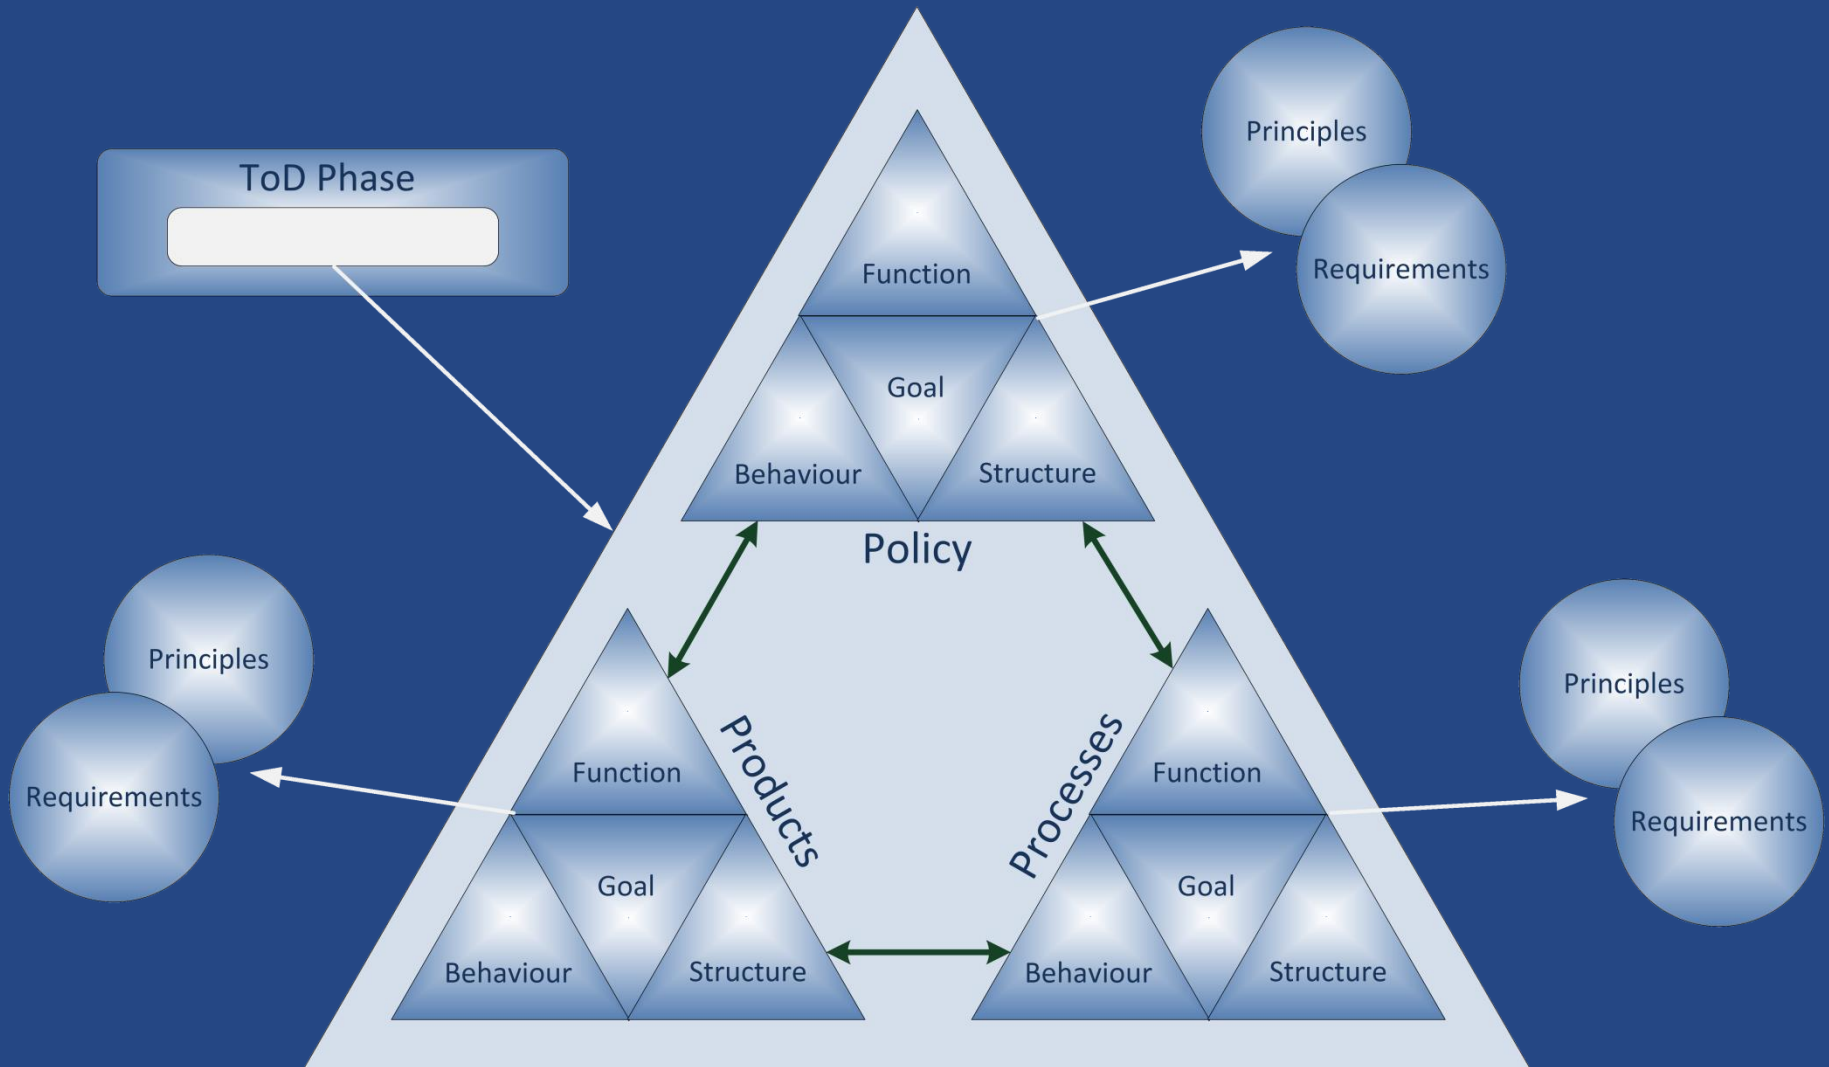 Principles
ToD Phase
Requirements
Function
Goal
Behaviour
Structure
Policy
Principles
Requirements
Products
Function
Goal
Behaviour
Structure
Processes
Function
Goal
Behaviour
Structure
Principles
Requirements